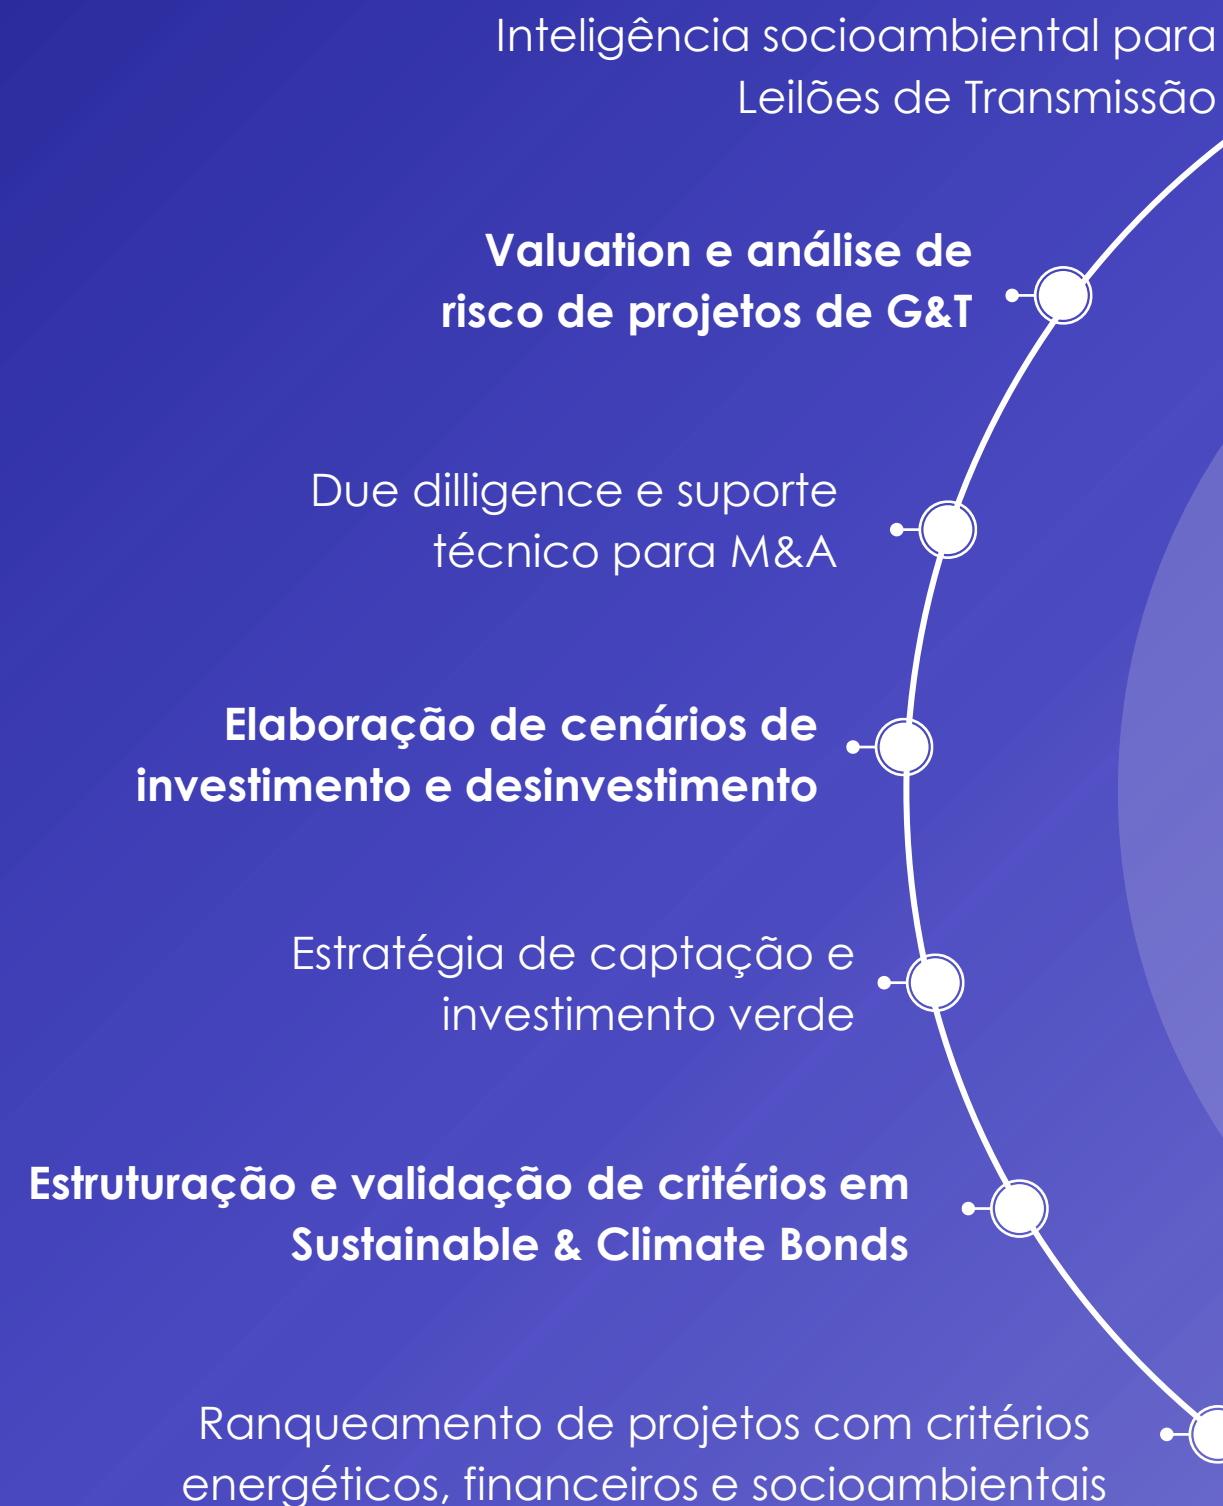 Inteligência socioambiental para
Leilões de Transmissão
Valuation e análise de
risco de projetos de G&T
Due dilligence e suporte
técnico para M&A
Elaboração de cenários de
investimento e desinvestimento
Estratégia de captação e
investimento verde
Estruturação e validação de critérios em
Sustainable & Climate Bonds
Ranqueamento de projetos com critérios
energéticos, financeiros e socioambientais